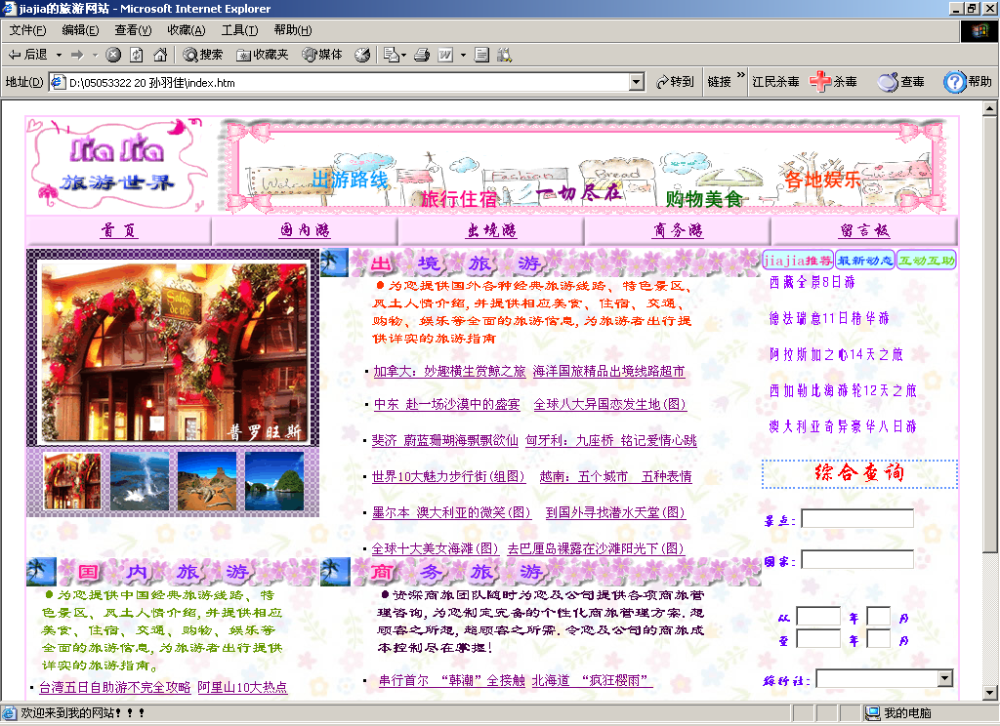 jiajia的旅游网站 - Microsoft Internet Explorer
文件(F) 编辑(E) 查看(V) 收藏(A) 工具(T) 帮助(H)
后退 搜索 收藏夹 媒体
地址(D) D:\05053322 20 孙羽佳\index.htm 转到 链接 » 江民杀毒 杀毒 查毒 帮助
Jia Jia
旅游世界
Welcome Fashion Bread Sweets
出游路线 旅行住宿 一切尽在 购物美食 各地娱乐
首 页 国内游 出境游 商务游 留言板
普罗旺斯
出 境 旅 游
●为您提供国外各种经典旅游线路、特色景区、
风土人情介绍,并提供相应美食、住宿、交通、
购物、娱乐等全面的旅游信息,为旅游者出行提
供详实的旅游指南
· 加拿大：妙趣横生赏鲸之旅 海洋国旅精品出境线路超市
· 中东 赴一场沙漠中的盛宴 全球八大异国恋发生地(图)
· 斐济 蔚蓝珊瑚海飘飘欲仙 匈牙利：九座桥 铭记爱情心跳
· 世界10大魅力步行街(组图) 越南：五个城市 五种表情
· 墨尔本 澳大利亚的微笑(图) 到国外寻找潜水天堂(图)
· 全球十大美女海滩(图) 去巴厘岛裸露在沙滩阳光下(图)
jiajia推荐 最新动态 互动互助
西藏全景8日游
德法瑞意11日精华游
阿拉斯加之心14天之旅
西加勒比海游轮12天之旅
澳大利亚奇异豪华八日游
综合查询
景点:
国家:
从 年 月
至 年 月
旅行社:
国 内 旅 游
●为您提供中国经典旅游线路、特
色景区、风土人情介绍,并提供相应
美食、住宿、交通、购物、娱乐等
全面的旅游信息,为旅游者出行提供
详实的旅游指南。
· 台湾五日自助游不完全攻略 阿里山10大热点
商 务 旅 游
●资深商旅团队随时为您及公司提供各项商旅管
理咨询,为您制定完备的个性化商旅管理方案.想
顾客之所想,超顾客之所需.令您及公司的商旅成
本控制尽在掌握!
· 串行首尔 “韩潮”全接触 北海道 “疯狂樱雨”
欢迎来到我的网站！！！ 我的电脑